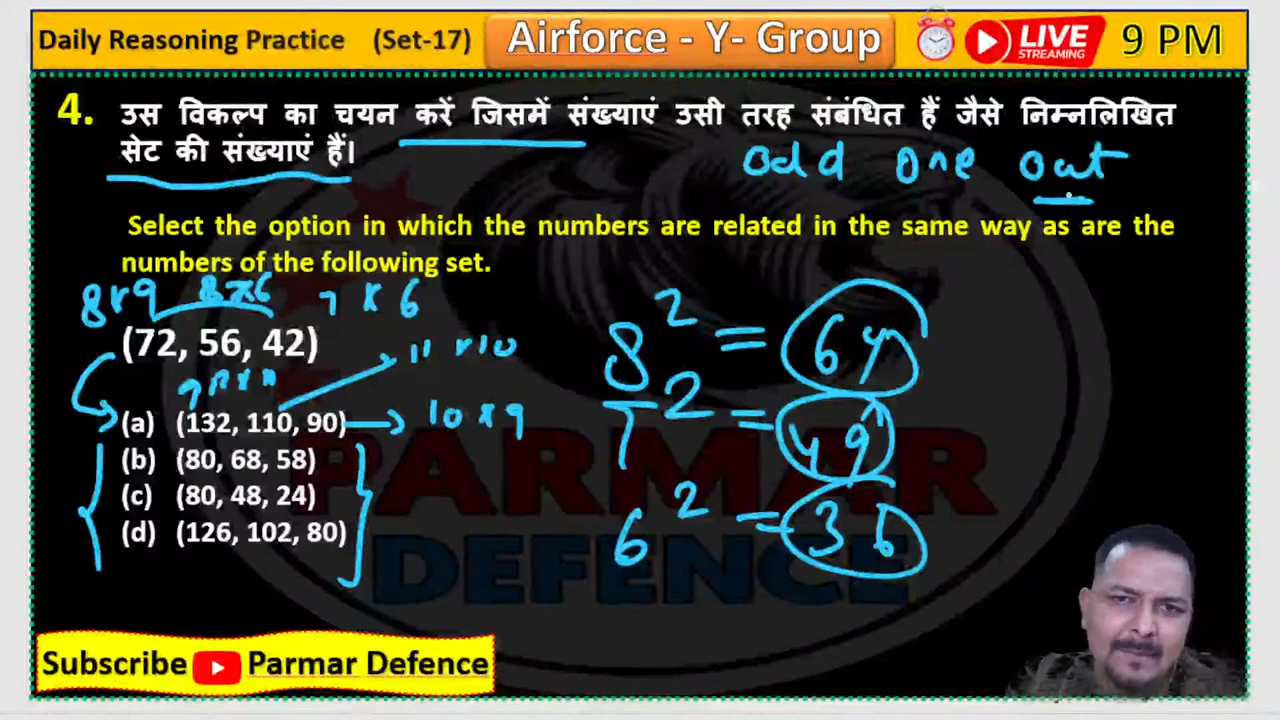 Daily Reasoning Practice (Set-17) Airforce - Y- Group LIVE STREAMING 9 PM
4. उस विकल्प का चयन करें जिसमें संख्याएं उसी तरह संबंधित हैं जैसे निम्नलिखित
सेट की संख्याएं हैं।
odd one out
Select the option in which the numbers are related in the same way as are the
numbers of the following set.
8x9 8x6 7 x 6
(72, 56, 42)
8² = 64
11 x 10
(a) (132, 110, 90) 10 x 9
7² = 49
(b) (80, 68, 58)
(c) (80, 48, 24)
(d) (126, 102, 80)
6² = 36
PARMAR
DEFENCE
Subscribe Parmar Defence